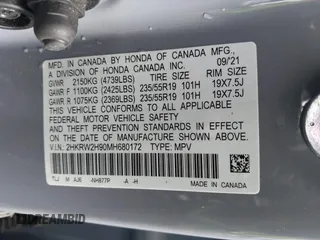 MFD. IN CANADA BY HONDA OF CANADA MFG.,
A DIVISION OF HONDA CANADA INC. 09/21
GVWR 2150KG (4739LBS) TIRE SIZE RIM SIZE
GAWR F 1100KG (2425LBS) 235/55R19 101H 19X7.5J
GAWR R 1075KG (2369LBS) 235/55R19 101H 19X7.5J
THIS VEHICLE CONFORMS TO ALL APPLICABLE
FEDERAL MOTOR VEHICLE SAFETY
STANDARDS IN EFFECT ON THE DATE OF
MANUFACTURE SHOWN ABOVE.
V.I.N: 2HKRW2H90MH680172 TYPE: MPV
MADE IN CANADA